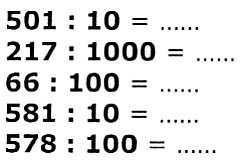 501 : 10 = ......
217 : 1000 = ......
66 : 100 = ......
581 : 10 = ......
578 : 100 = ......